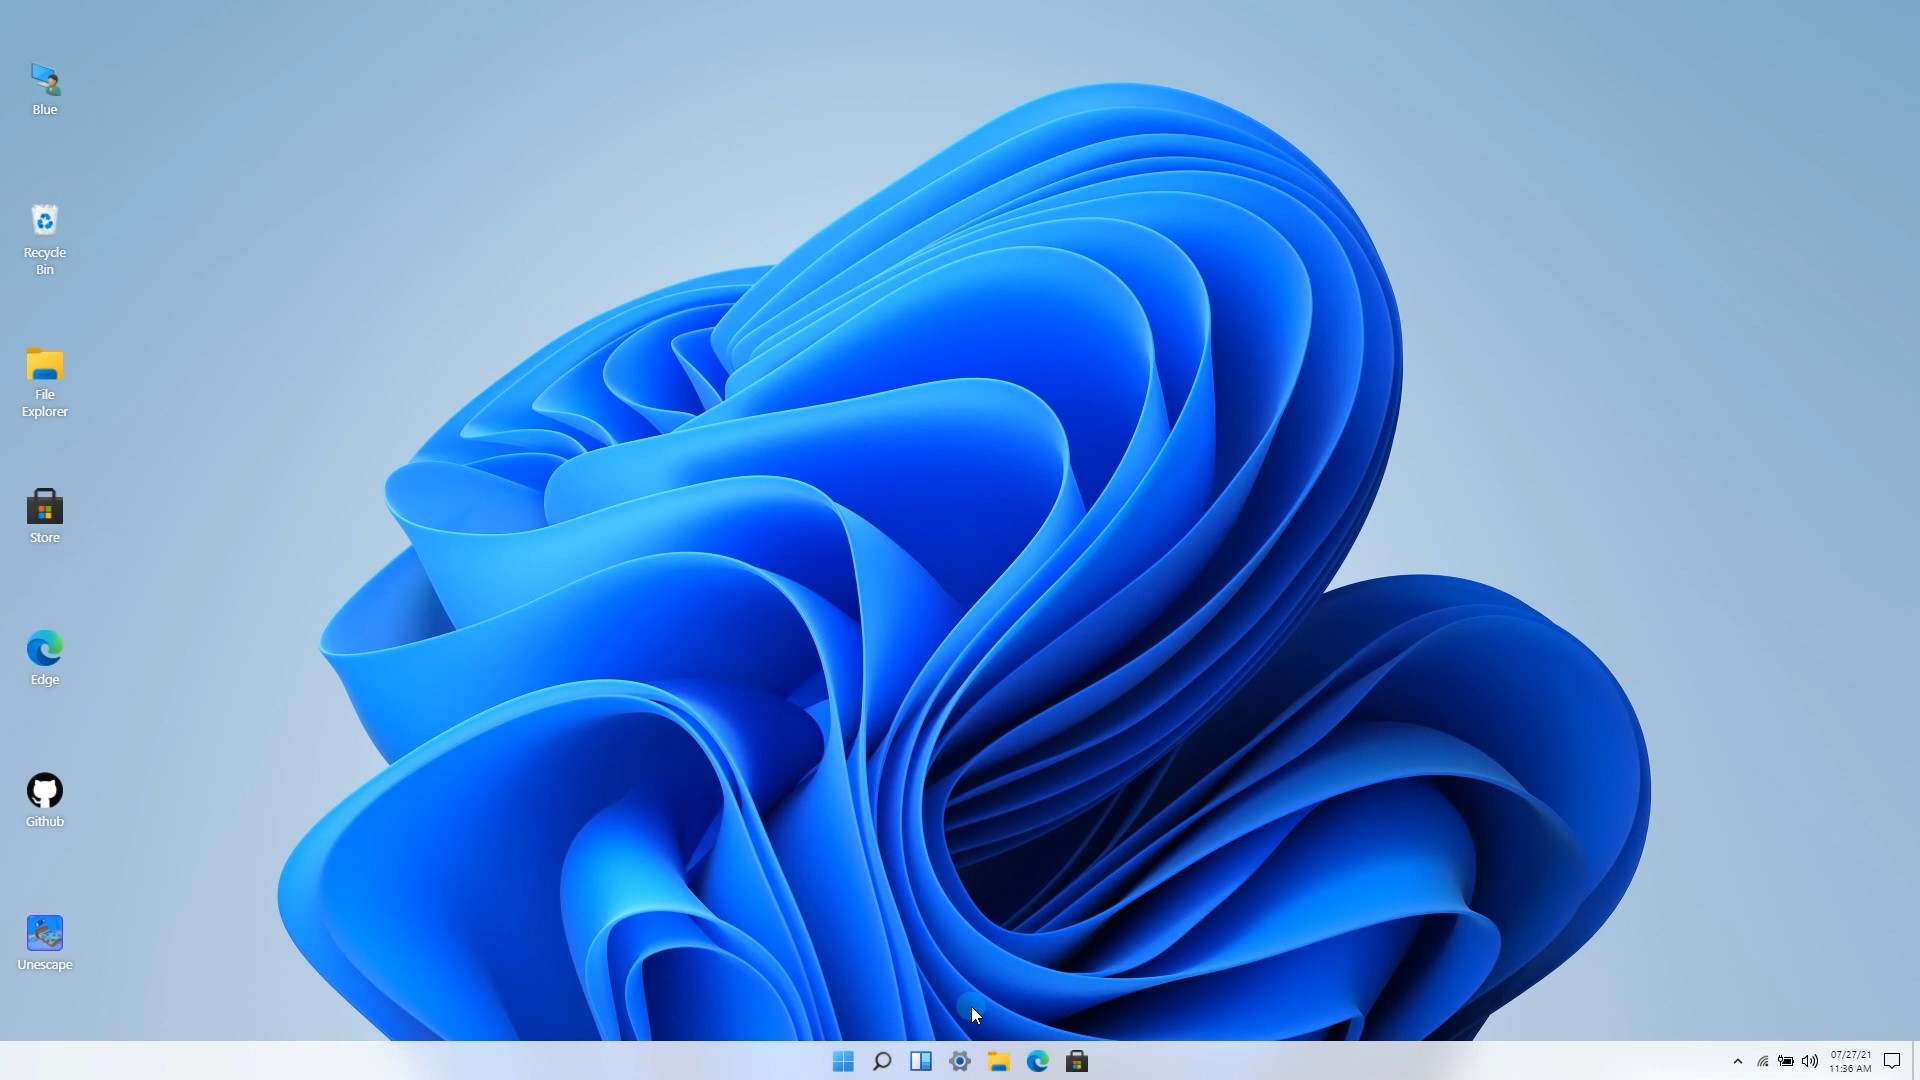 Blue
Recycle
Bin
File
Explorer
Store
Edge
Github
Unescape
07/27/21
11:36 AM